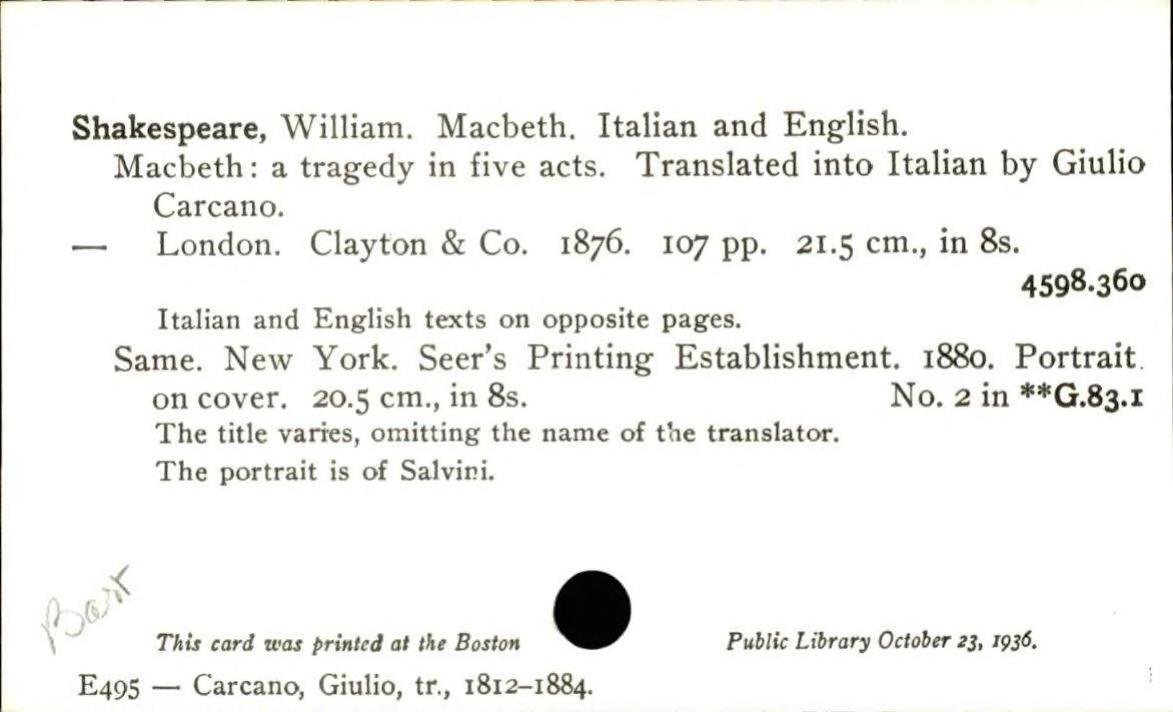 Shakespeare, William. Macbeth. Italian and English.
Macbeth: a tragedy in five acts. Translated into Italian by Giulio
Carcano.
— London. Clayton & Co. 1876. 107 pp. 21.5 cm., in 8s.
4598.360
Italian and English texts on opposite pages.
Same. New York. Seer's Printing Establishment. 1880. Portrait
on cover. 20.5 cm., in 8s. No. 2 in **G.83.1
The title varies, omitting the name of the translator.
The portrait is of Salvini.
This card was printed at the Boston Public Library October 23, 1936.
E495 — Carcano, Giulio, tr., 1812–1884.